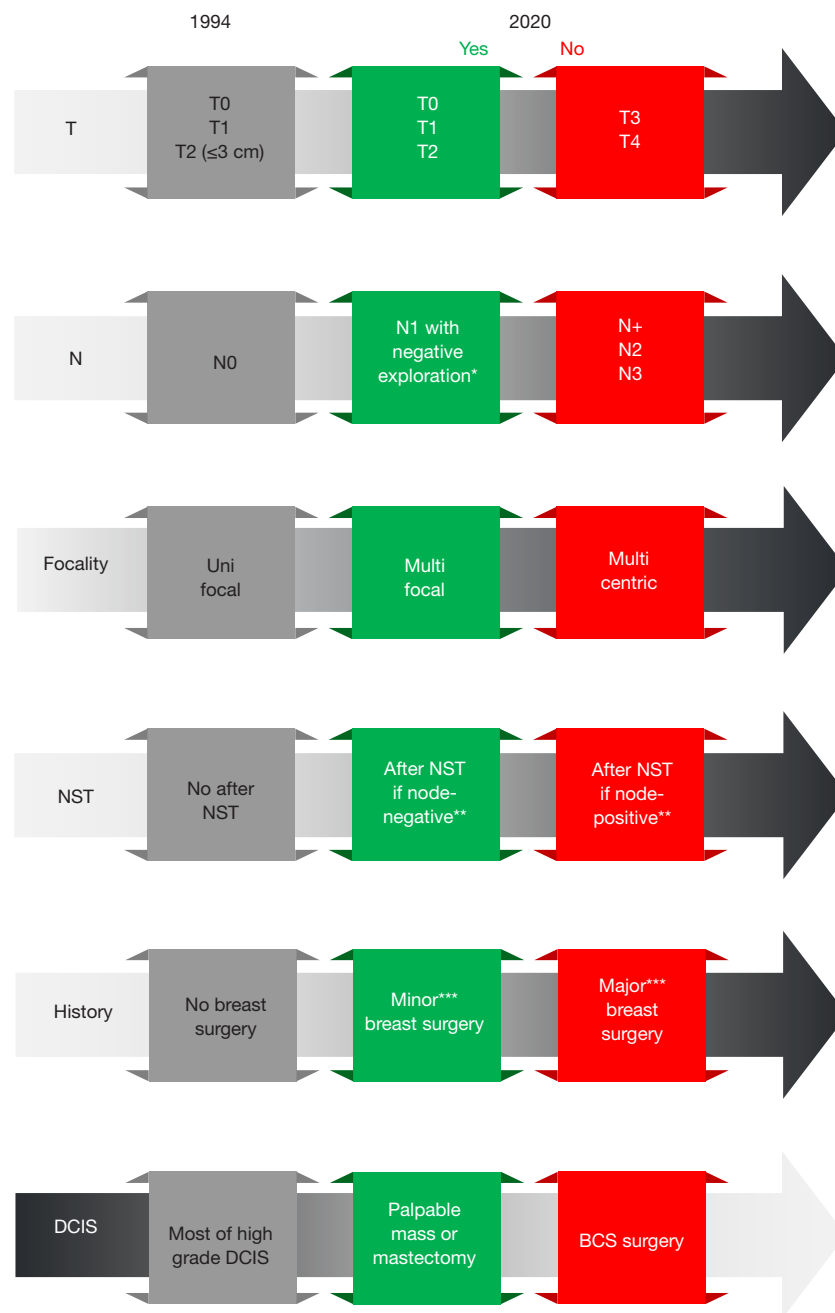 1994
2020
Yes
No
T
T0
T1
T2 (≤3 cm)
T0
T1
T2
T3
T4
N
N0
N1 with
negative
exploration*
N+
N2
N3
Focality
Uni
focal
Multi
focal
Multi
centric
NST
No after
NST
After NST
if node-
negative**
After NST
if node-
positive**
History
No breast
surgery
Minor***
breast surgery
Major***
breast
surgery
DCIS
Most of high
grade DCIS
Palpable
mass or
mastectomy
BCS surgery